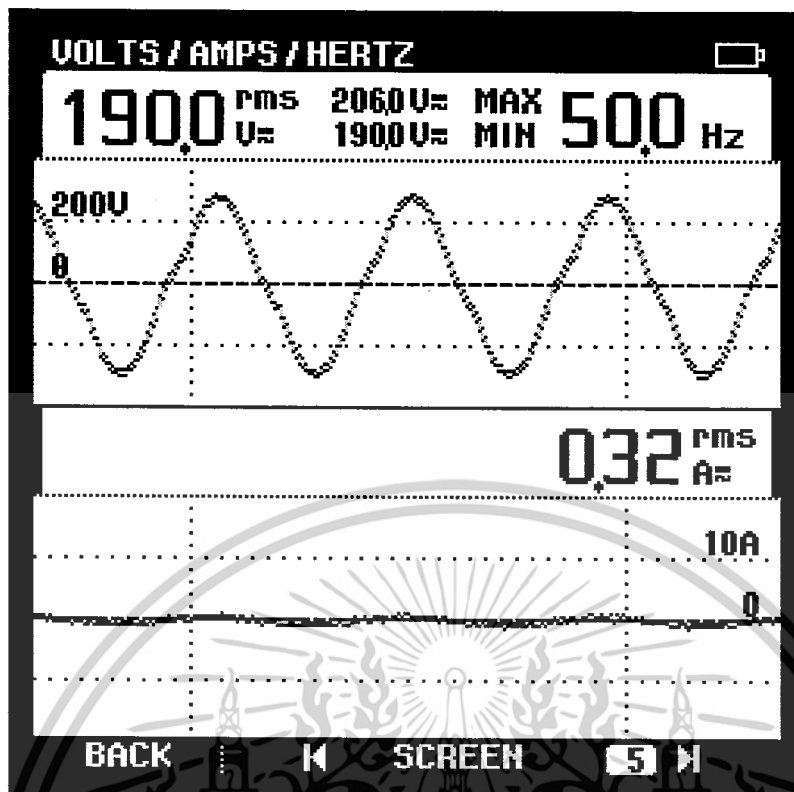 VOLTS / AMPS / HERTZ
190.0 rms V≂ 206.0 V≂ MAX 50.0 Hz
190.0 V≂ MIN
200V
0
0.32 rms A≂
10A
0
BACK SCREEN 5